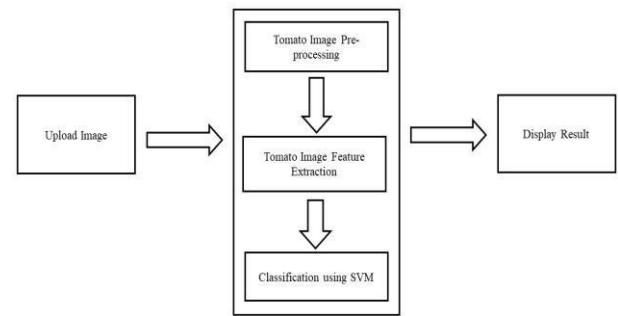 Upload Image
Tomato Image Pre-
processing
Tomato Image Feature
Extraction
Classification using SVM
Display Result